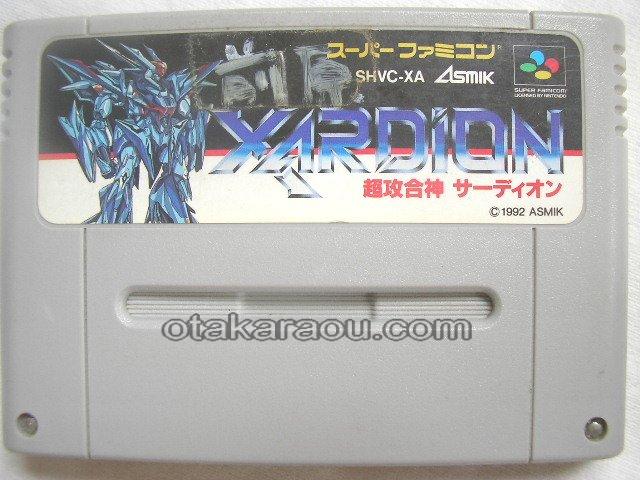 スーパーファミコン®
SHVC-XA ASMIK
SUPER FAMICOM
LICENSED BY NINTENDO
XARDION
超攻合神 サーディオン
©1992 ASMIK
otakaraou.com